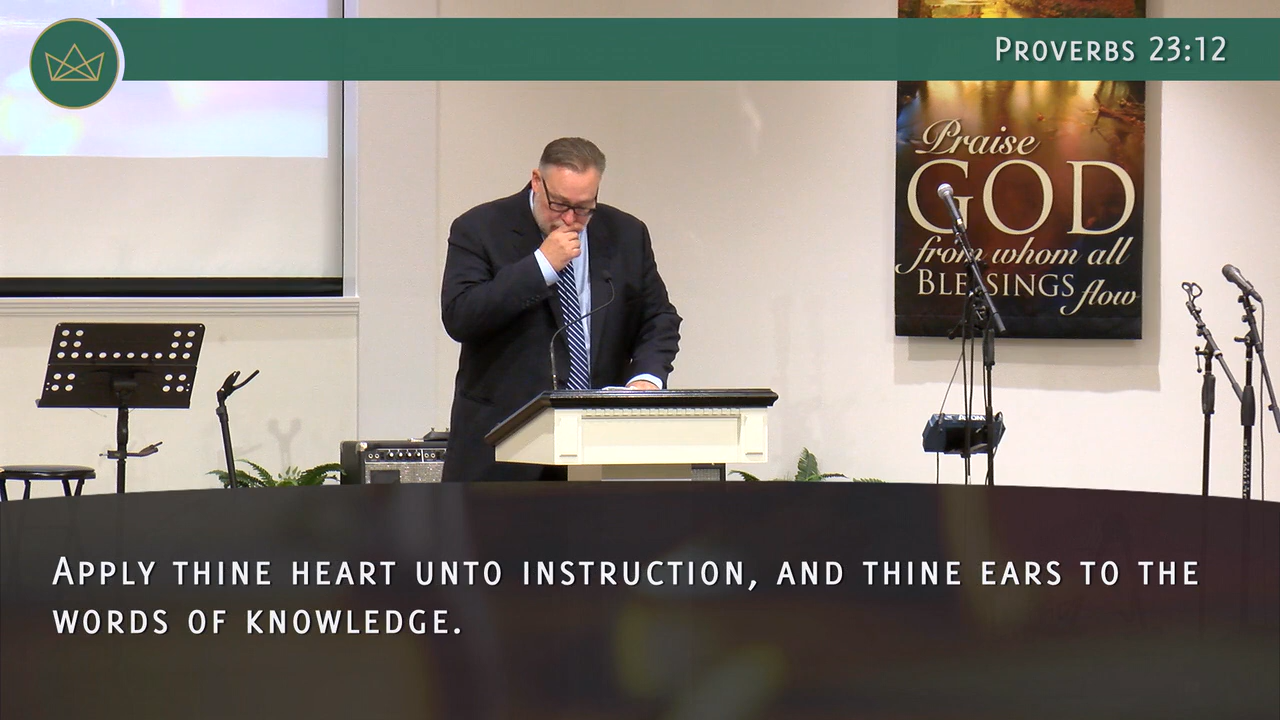 Proverbs 23:12
Praise
GOD
from whom all
BLESSINGS flow
Apply thine heart unto instruction, and thine ears to the
words of knowledge.